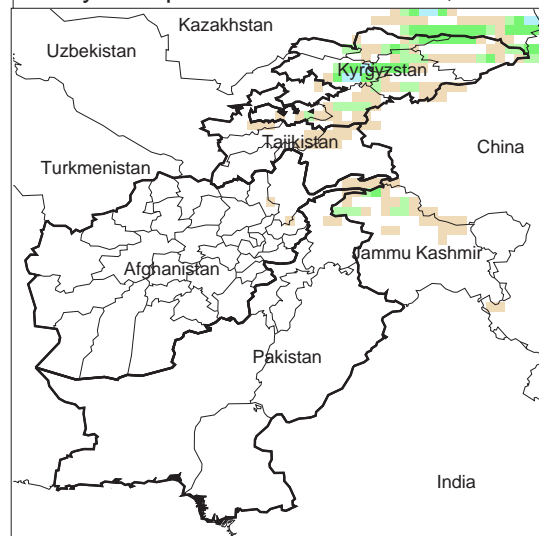 Kazakhstan
Uzbekistan
Kyrgyzstan
Tajikistan
China
Turkmenistan
Jammu Kashmir
Afghanistan
Pakistan
India